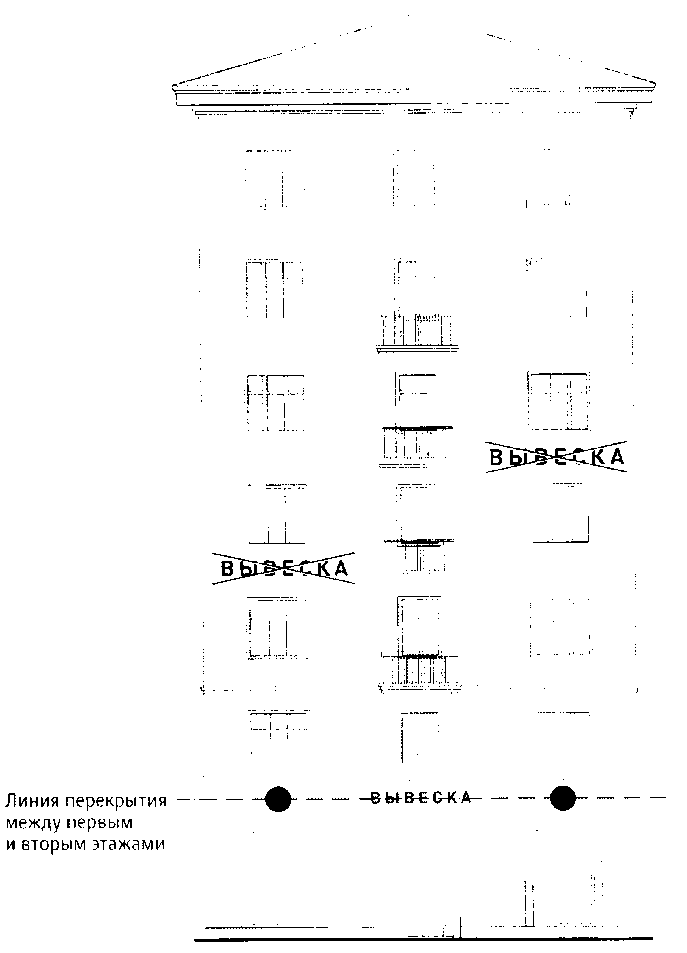 ВЫВЕСКА
ВЫВЕСКА
Линия перекрытия
между первым
и вторым этажами
ВЫВЕСКА